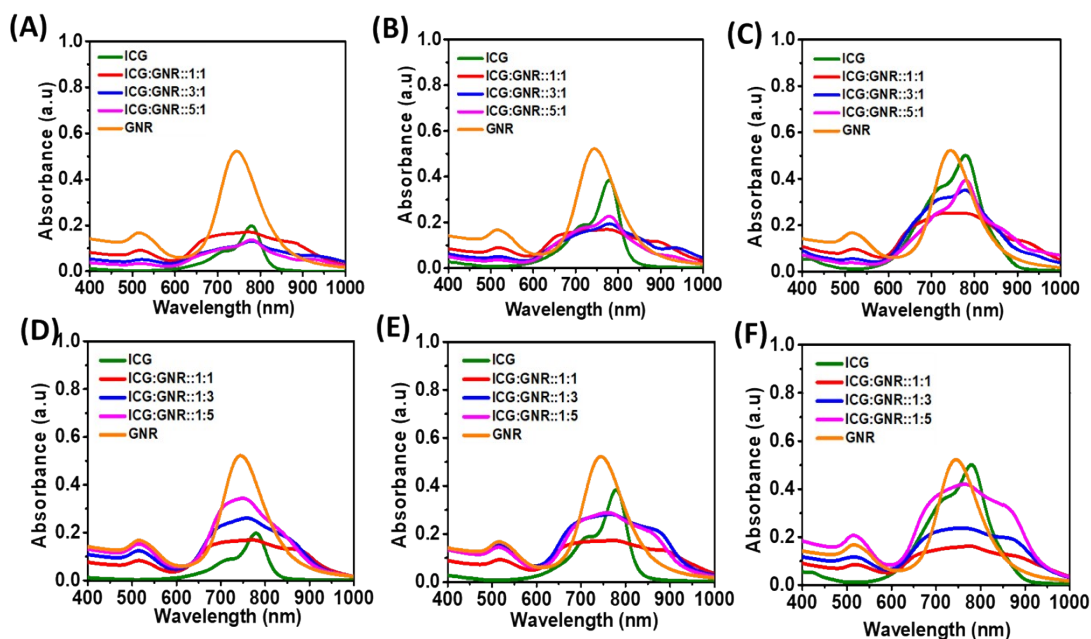 (A)
1.0
0.8
0.6
0.4
0.2
0.0
Absorbance (a.u)
ICG
ICG:GNR::1:1
ICG:GNR::3:1
ICG:GNR::5:1
GNR
400 500 600 700 800 900 1000
Wavelength (nm)
(B)
1.0
0.8
0.6
0.4
0.2
0.0
Absorbance (a.u)
ICG
ICG:GNR::1:1
ICG:GNR::3:1
ICG:GNR::5:1
GNR
400 500 600 700 800 900 1000
Wavelength (nm)
(C)
1.0
0.8
0.6
0.4
0.2
0.0
Absorbance (a.u)
ICG
ICG:GNR::1:1
ICG:GNR::3:1
ICG:GNR::5:1
GNR
400 500 600 700 800 900 1000
Wavelength (nm)
(D)
1.0
0.8
0.6
0.4
0.2
0.0
Absorbance (a.u)
ICG
ICG:GNR::1:1
ICG:GNR::1:3
ICG:GNR::1:5
GNR
400 500 600 700 800 900 1000
Wavelength (nm)
(E)
1.0
0.8
0.6
0.4
0.2
0.0
Absorbance (a.u)
ICG
ICG:GNR::1:1
ICG:GNR::1:3
ICG:GNR::1:5
GNR
400 500 600 700 800 900 1000
Wavelength (nm)
(F)
1.0
0.8
0.6
0.4
0.2
0.0
Absorbance (a.u)
ICG
ICG:GNR::1:1
ICG:GNR::1:3
ICG:GNR::1:5
GNR
400 500 600 700 800 900 1000
Wavelength (nm)